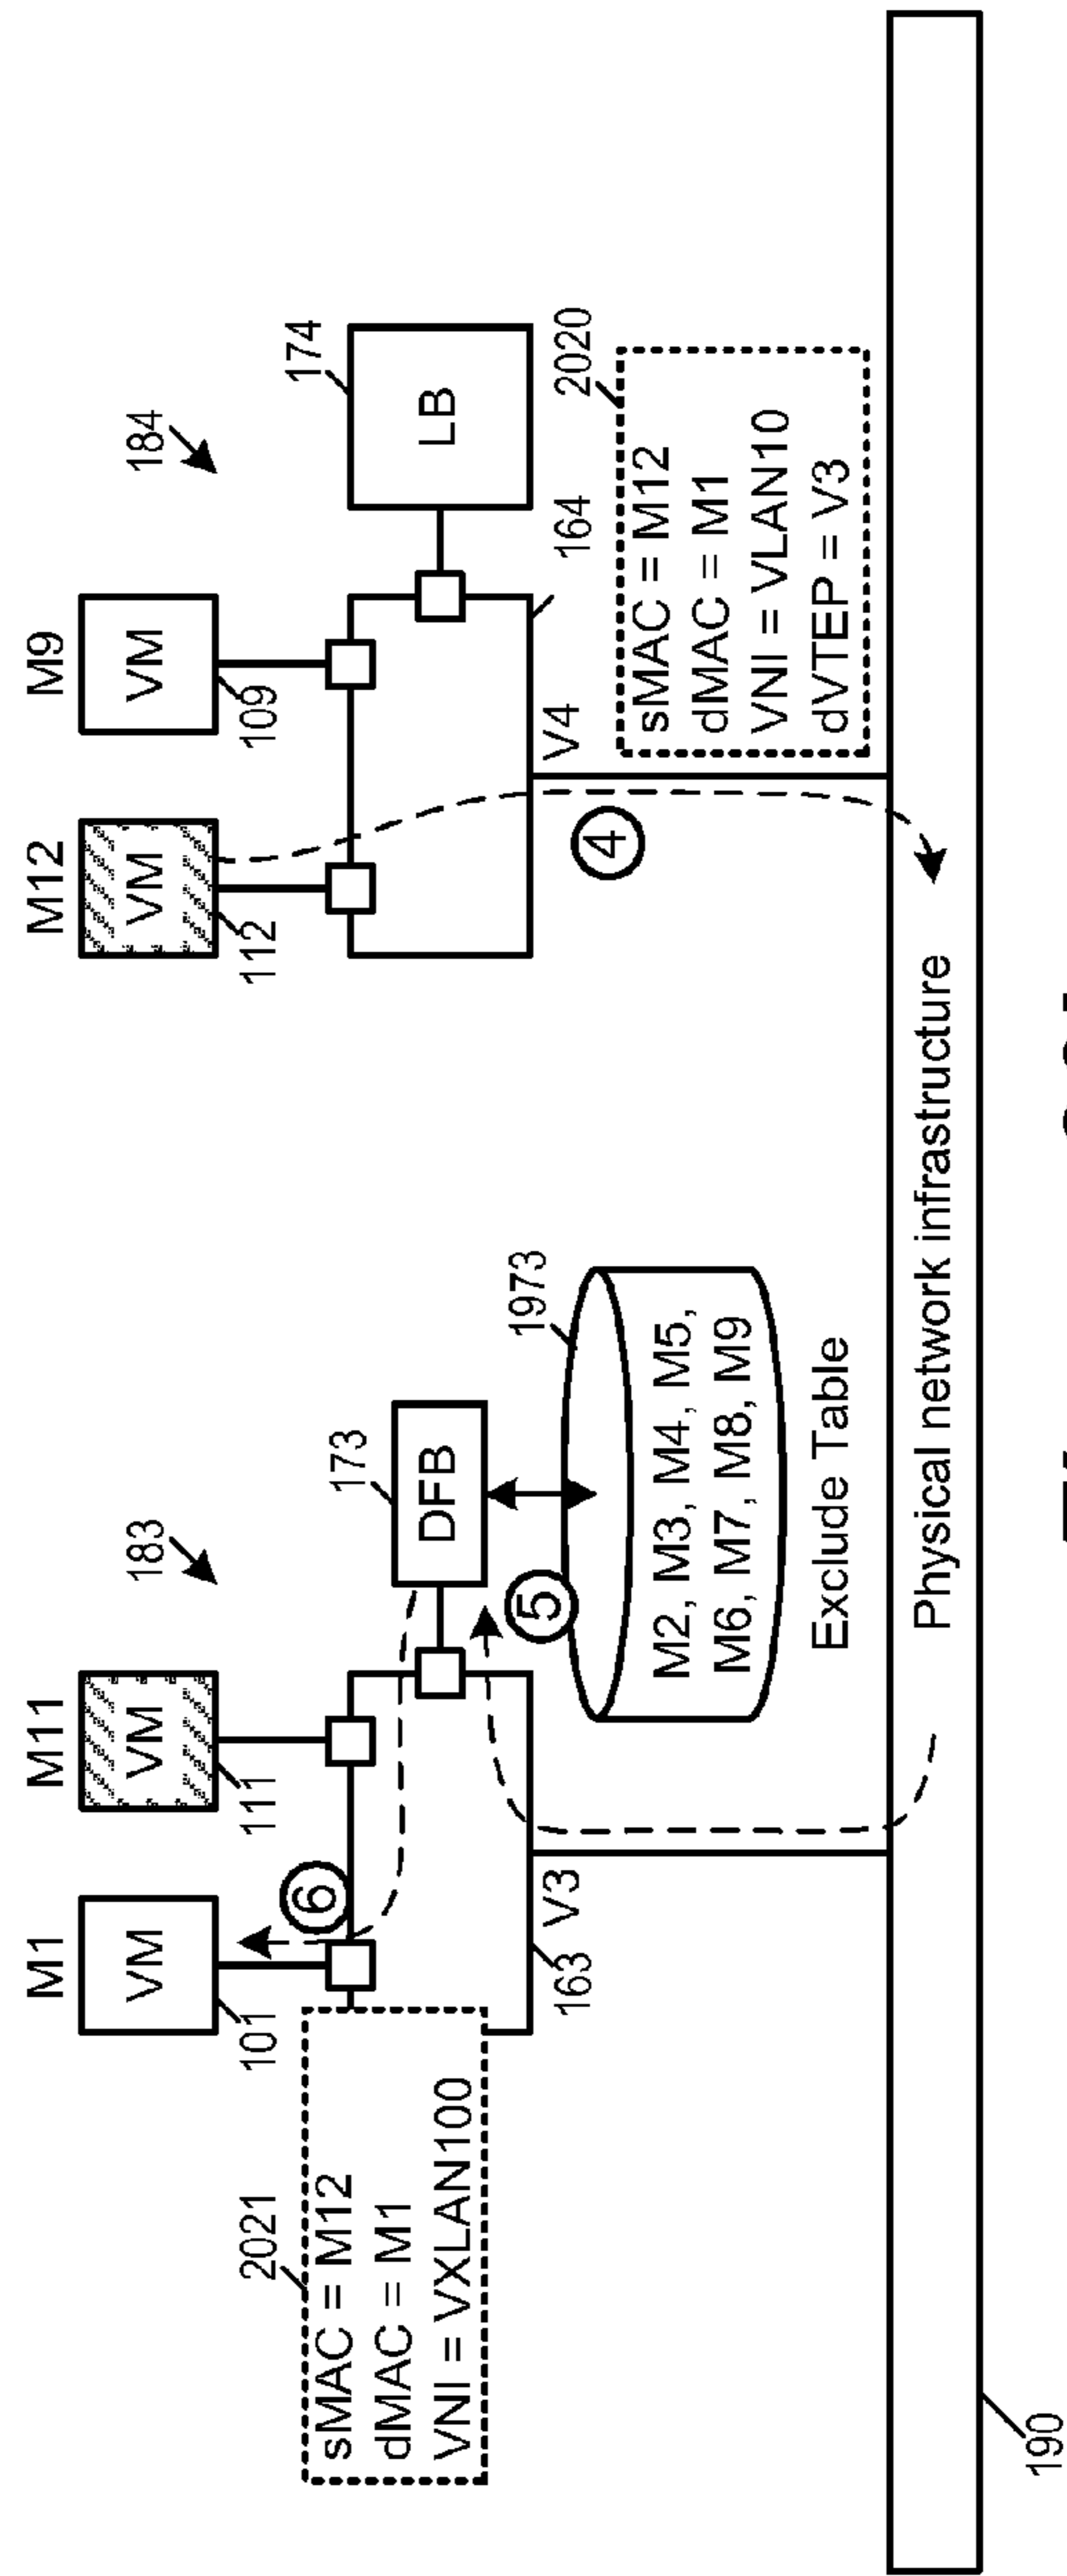 M1
M11
183
M12
M9
184
VM
VM
VM
VM
101
111
112
109
6
173
DFB
174
LB
2021
sMAC = M12
dMAC = M1
VNI = VXLAN100
V3
163
5
1973
M2, M3, M4, M5,
M6, M7, M8, M9
Exclude Table
4
V4
164
2020
sMAC = M12
dMAC = M1
VNI = VLAN10
dVTEP = V3
Physical network infrastructure
190